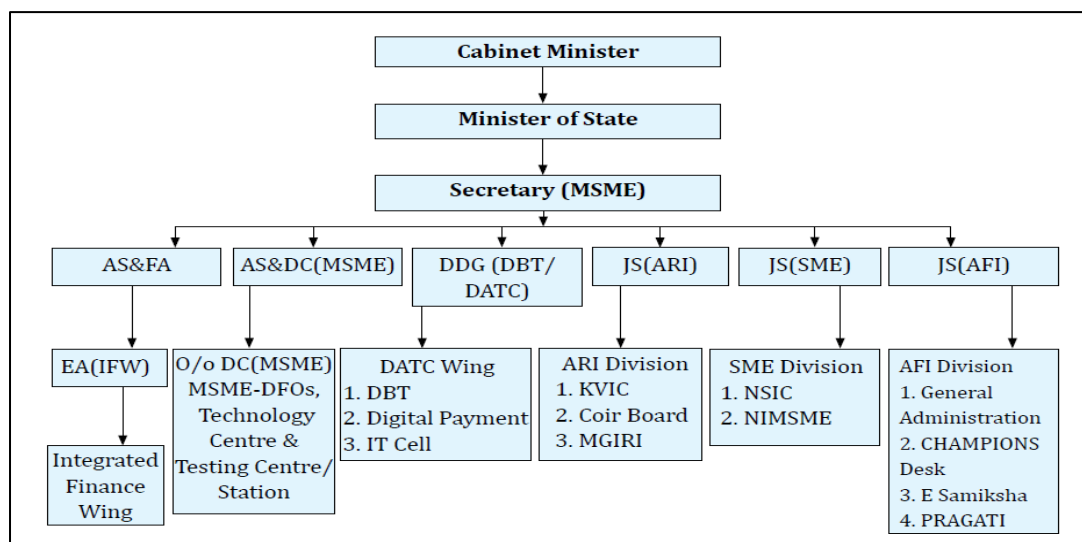 Cabinet Minister
Minister of State
Secretary (MSME)
AS&FA
AS&DC(MSME)
DDG (DBT/
DATC)
JS(ARI)
JS(SME)
JS(AFI)
EA(IFW)
Integrated
Finance
Wing
O/o DC(MSME)
MSME-DFOs,
Technology
Centre &
Testing Centre/
Station
DATC Wing
1. DBT
2. Digital Payment
3. IT Cell
ARI Division
1. KVIC
2. Coir Board
3. MGIRI
SME Division
1. NSIC
2. NIMSME
AFI Division
1. General
Administration
2. CHAMPIONS
Desk
3. E Samiksha
4. PRAGATI